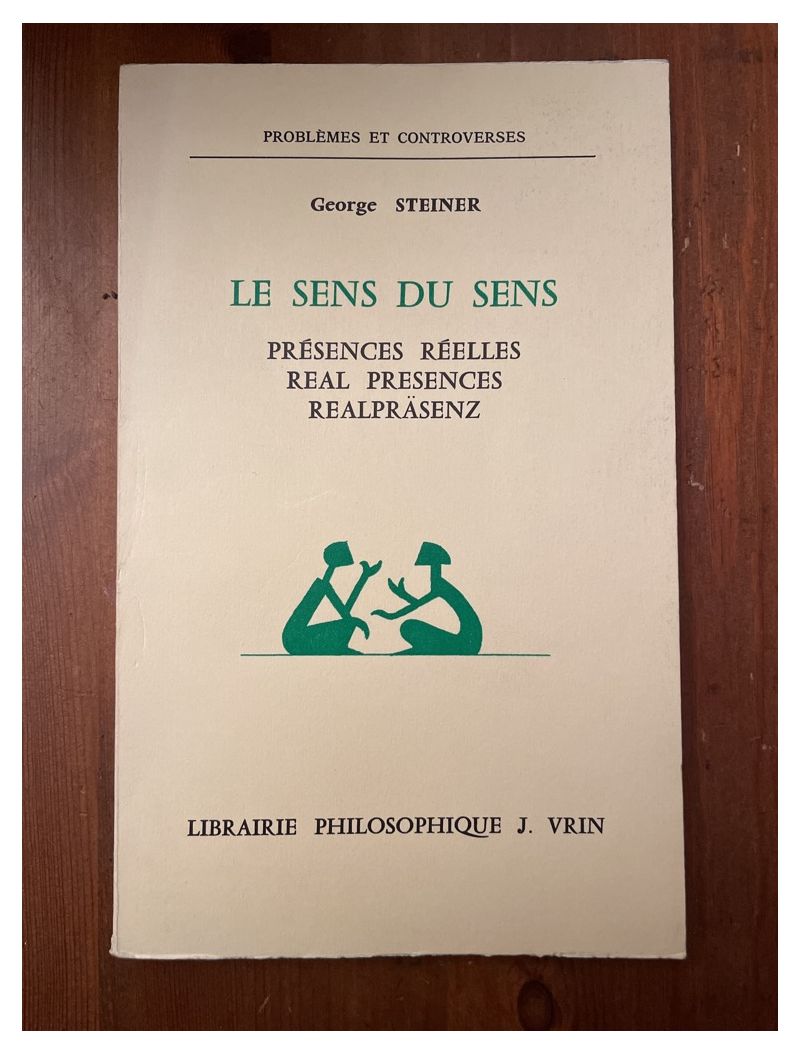 PROBLÈMES ET CONTROVERSES
George STEINER
LE SENS DU SENS
PRÉSENCES RÉELLES
REAL PRESENCES
REALPRÄSENZ
LIBRAIRIE PHILOSOPHIQUE J. VRIN